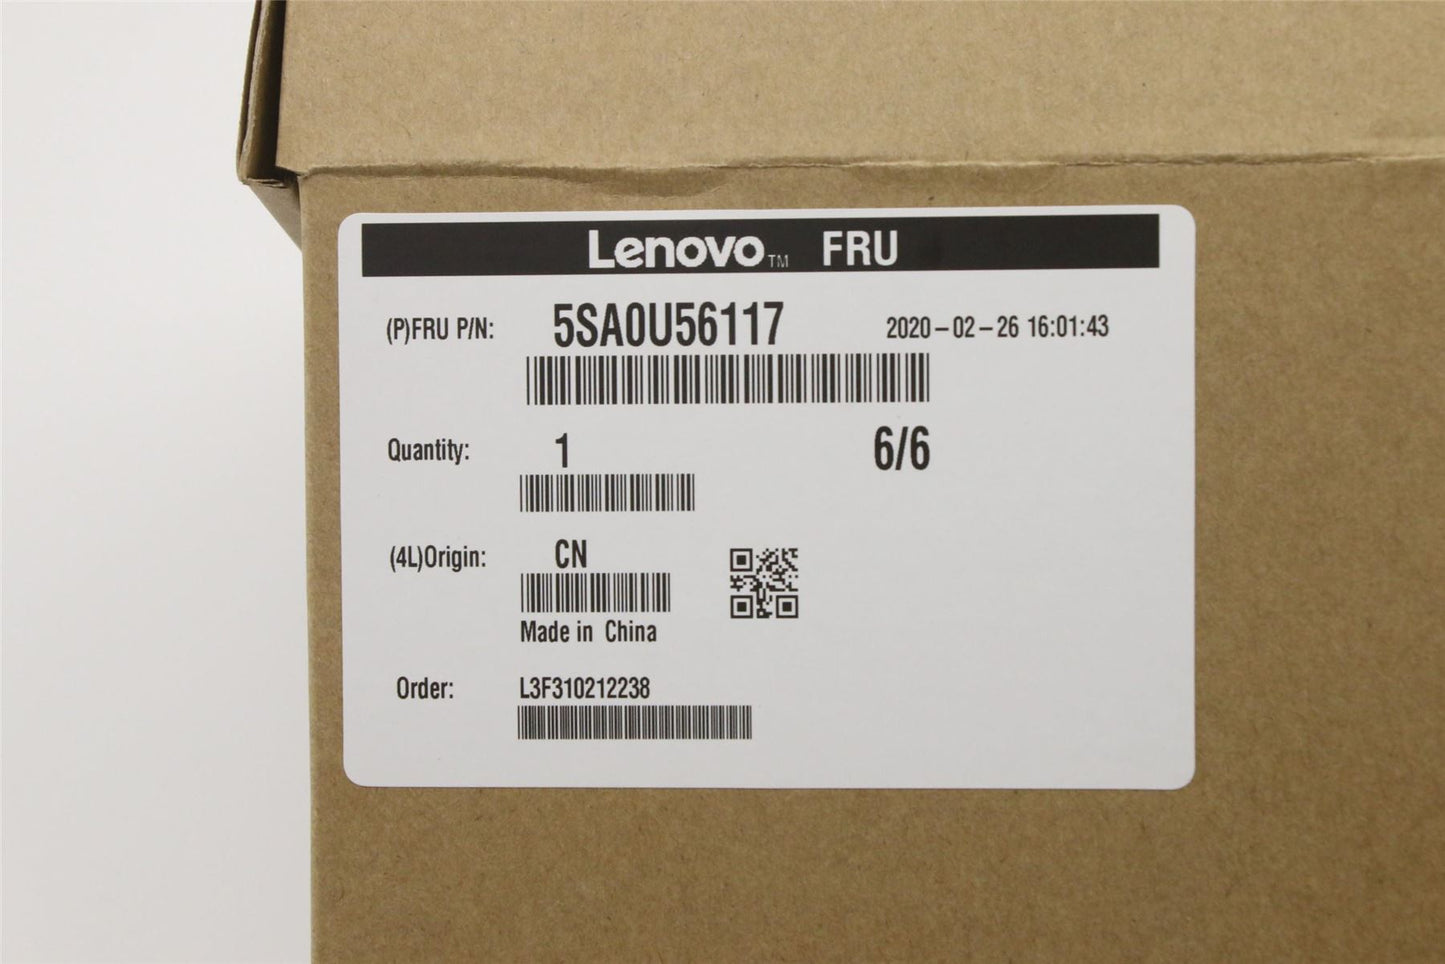 Lenovo™ FRU
(P)FRU P/N: 5SA0U56117 2020-02-26 16:01:43
Quantity: 1 6/6
(4L)Origin: CN
Made in China
Order: L3F310212238